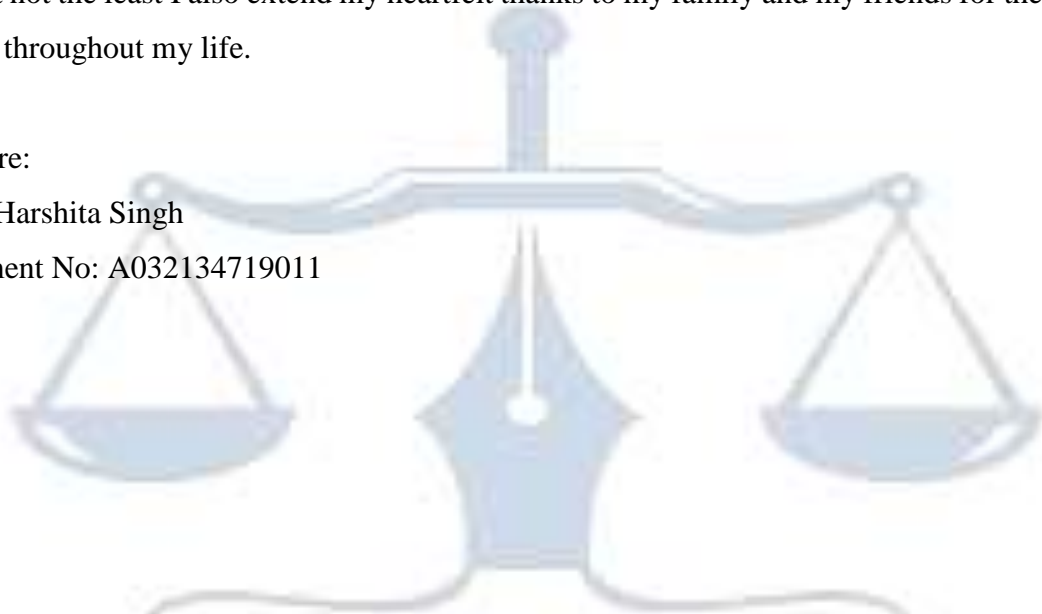 not the least I also extend my heartfelt thanks to my family and my friends for the
throughout my life.
re:
Harshita Singh
ent No: A032134719011